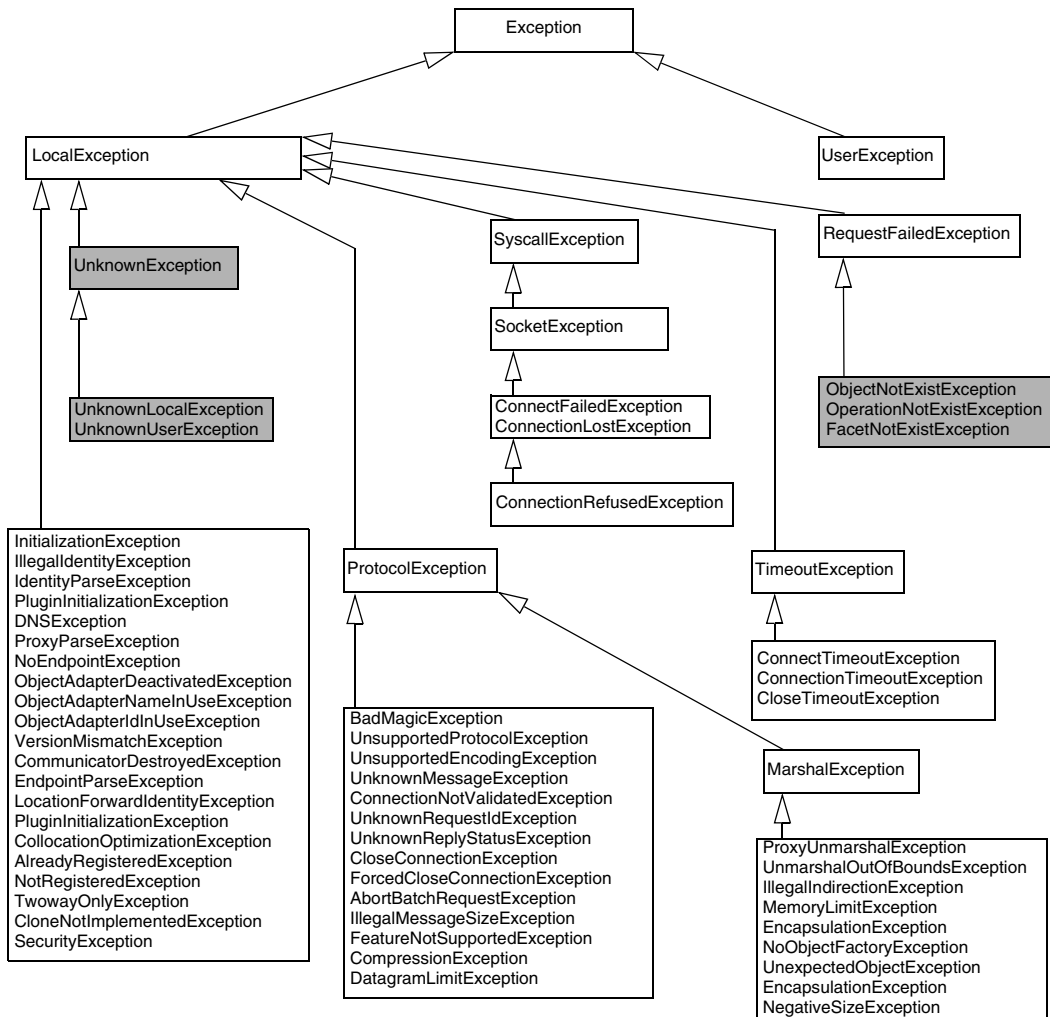 Exception
LocalException
UserException
UnknownException
SyscallException
RequestFailedException
SocketException
UnknownLocalException
UnknownUserException
ConnectFailedException
ConnectionLostException
ObjectNotExistException
OperationNotExistException
FacetNotExistException
ConnectionRefusedException
InitializationException
IllegalIdentityException
IdentityParseException
PluginInitializationException
DNSException
ProxyParseException
NoEndpointException
ObjectAdapterDeactivatedException
ObjectAdapterNameInUseException
ObjectAdapterIdInUseException
VersionMismatchException
CommunicatorDestroyedException
EndpointParseException
LocationForwardIdentityException
PluginInitializationException
CollocationOptimizationException
AlreadyRegisteredException
NotRegisteredException
TwowayOnlyException
CloneNotImplementedException
SecurityException
ProtocolException
TimeoutException
ConnectTimeoutException
ConnectionTimeoutException
CloseTimeoutException
BadMagicException
UnsupportedProtocolException
UnsupportedEncodingException
UnknownMessageException
ConnectionNotValidatedException
UnknownRequestIdException
UnknownReplyStatusException
CloseConnectionException
ForcedCloseConnectionException
AbortBatchRequestException
IllegalMessageSizeException
FeatureNotSupportedException
CompressionException
DatagramLimitException
MarshalException
ProxyUnmarshalException
UnmarshalOutOfBoundsException
IllegalIndirectionException
MemoryLimitException
EncapsulationException
NoObjectFactoryException
UnexpectedObjectException
EncapsulationException
NegativeSizeException